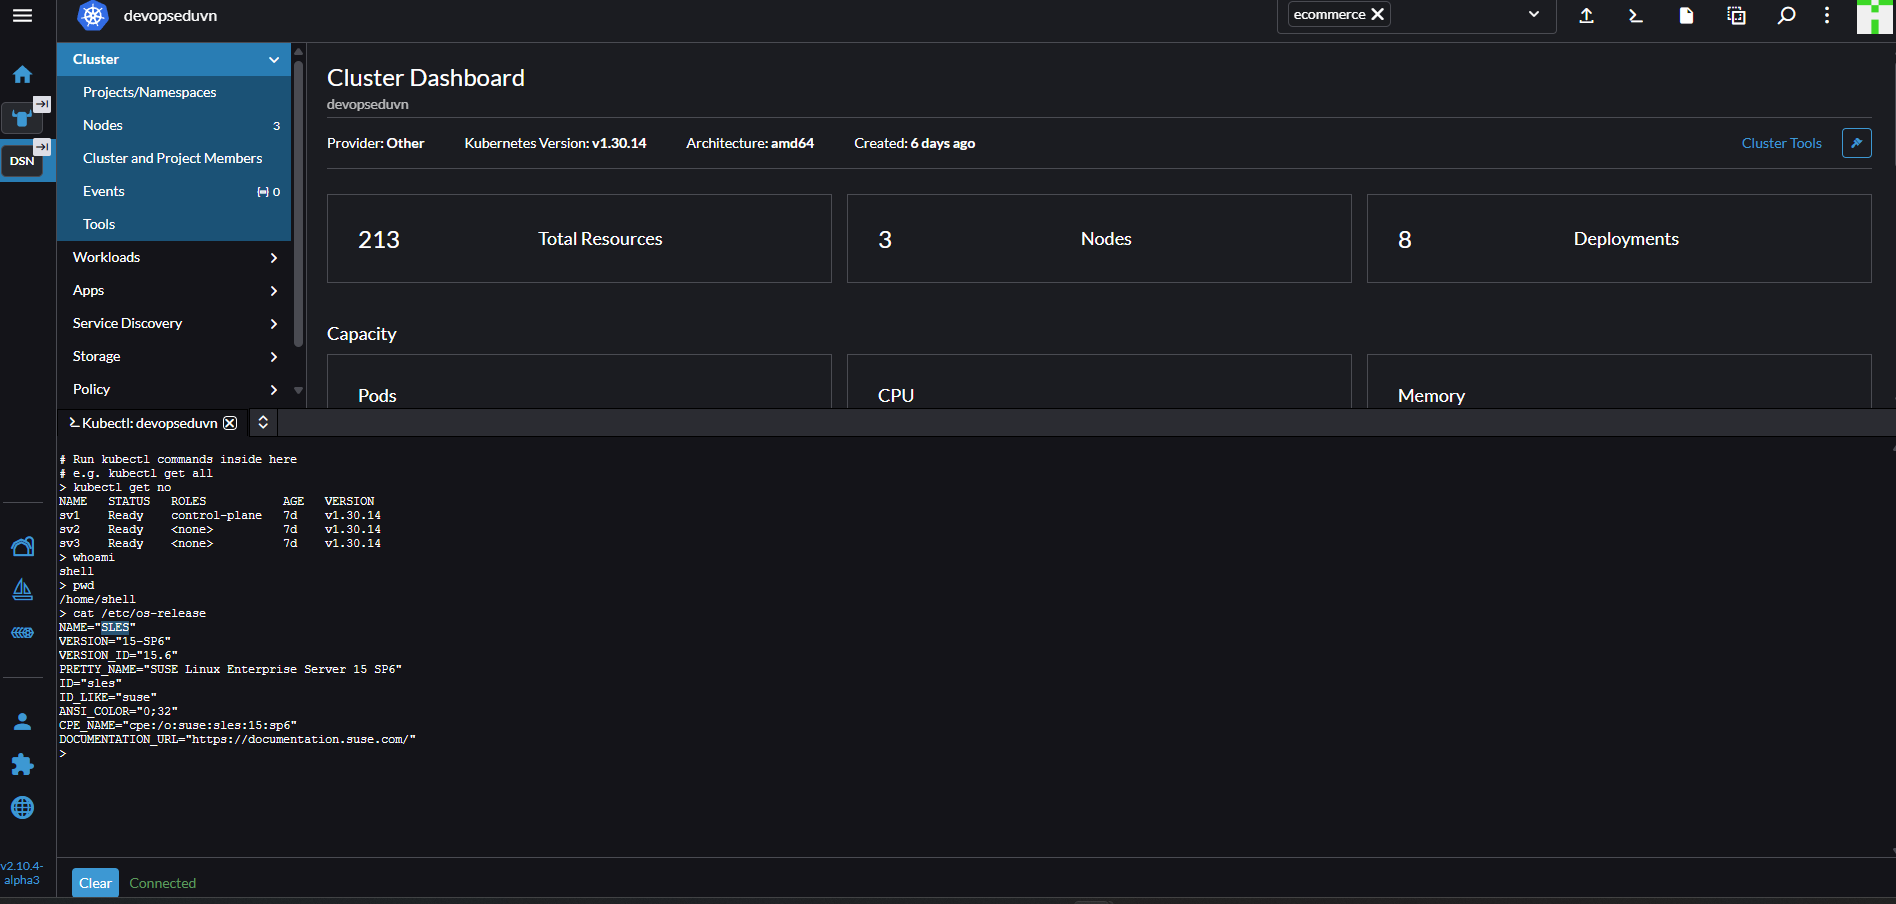 devopseduvn
ecommerce
Cluster
Projects/Namespaces
Nodes 3
Cluster and Project Members
Events 0
Tools
Workloads
Apps
Service Discovery
Storage
Policy
DSN
v2.10.4-
alpha3
Cluster Dashboard
devopseduvn
Provider: Other Kubernetes Version: v1.30.14 Architecture: amd64 Created: 6 days ago Cluster Tools
213 Total Resources 3 Nodes 8 Deployments
Capacity
Pods CPU Memory
Kubectl: devopseduvn
# Run kubectl commands inside here
# e.g. kubectl get all
> kubectl get no
NAME STATUS ROLES AGE VERSION
sv1 Ready control-plane 7d v1.30.14
sv2 Ready <none> 7d v1.30.14
sv3 Ready <none> 7d v1.30.14
> whoami
shell
> pwd
/home/shell
> cat /etc/os-release
NAME="SLES"
VERSION="15-SP6"
VERSION_ID="15.6"
PRETTY_NAME="SUSE Linux Enterprise Server 15 SP6"
ID="sles"
ID_LIKE="suse"
ANSI_COLOR="0;32"
CPE_NAME="cpe:/o:suse:sles:15:sp6"
DOCUMENTATION_URL="https://documentation.suse.com/"
>
Clear Connected